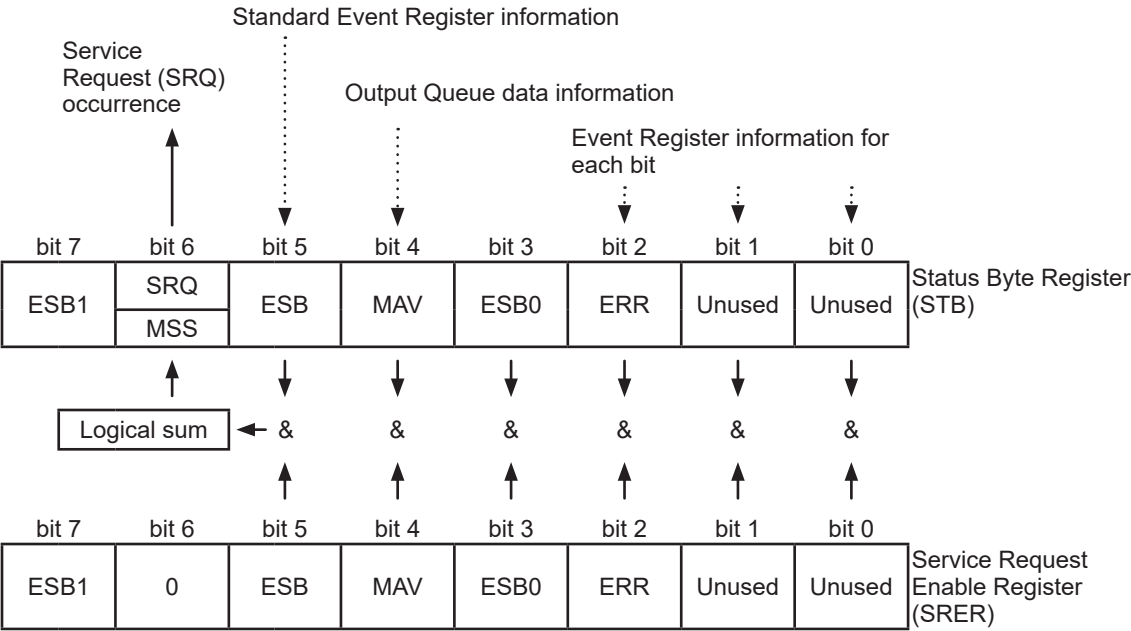 Standard Event Register information
Service
Request (SRQ)
occurrence
Output Queue data information
Event Register information for
each bit
bit 7 bit 6 bit 5 bit 4 bit 3 bit 2 bit 1 bit 0
ESB1 SRQ ESB MAV ESB0 ERR Unused Unused
MSS
Status Byte Register
(STB)
Logical sum & & & & & &
bit 7 bit 6 bit 5 bit 4 bit 3 bit 2 bit 1 bit 0
ESB1 0 ESB MAV ESB0 ERR Unused Unused
Service Request
Enable Register
(SRER)